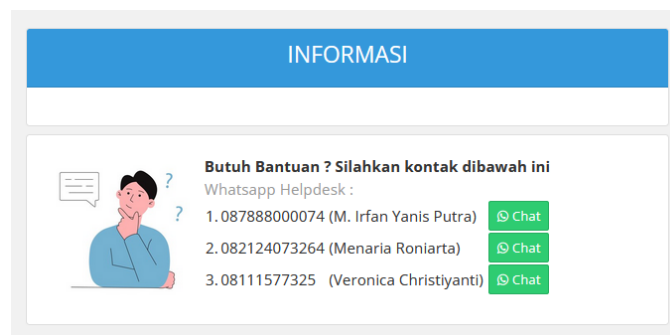 INFORMASI
Butuh Bantuan ? Silahkan kontak dibawah ini
Whatsapp Helpdesk :
1. 087888000074 (M. Irfan Yanis Putra) Chat
2. 082124073264 (Menaria Roniarta) Chat
3. 08111577325 (Veronica Christiyanti) Chat